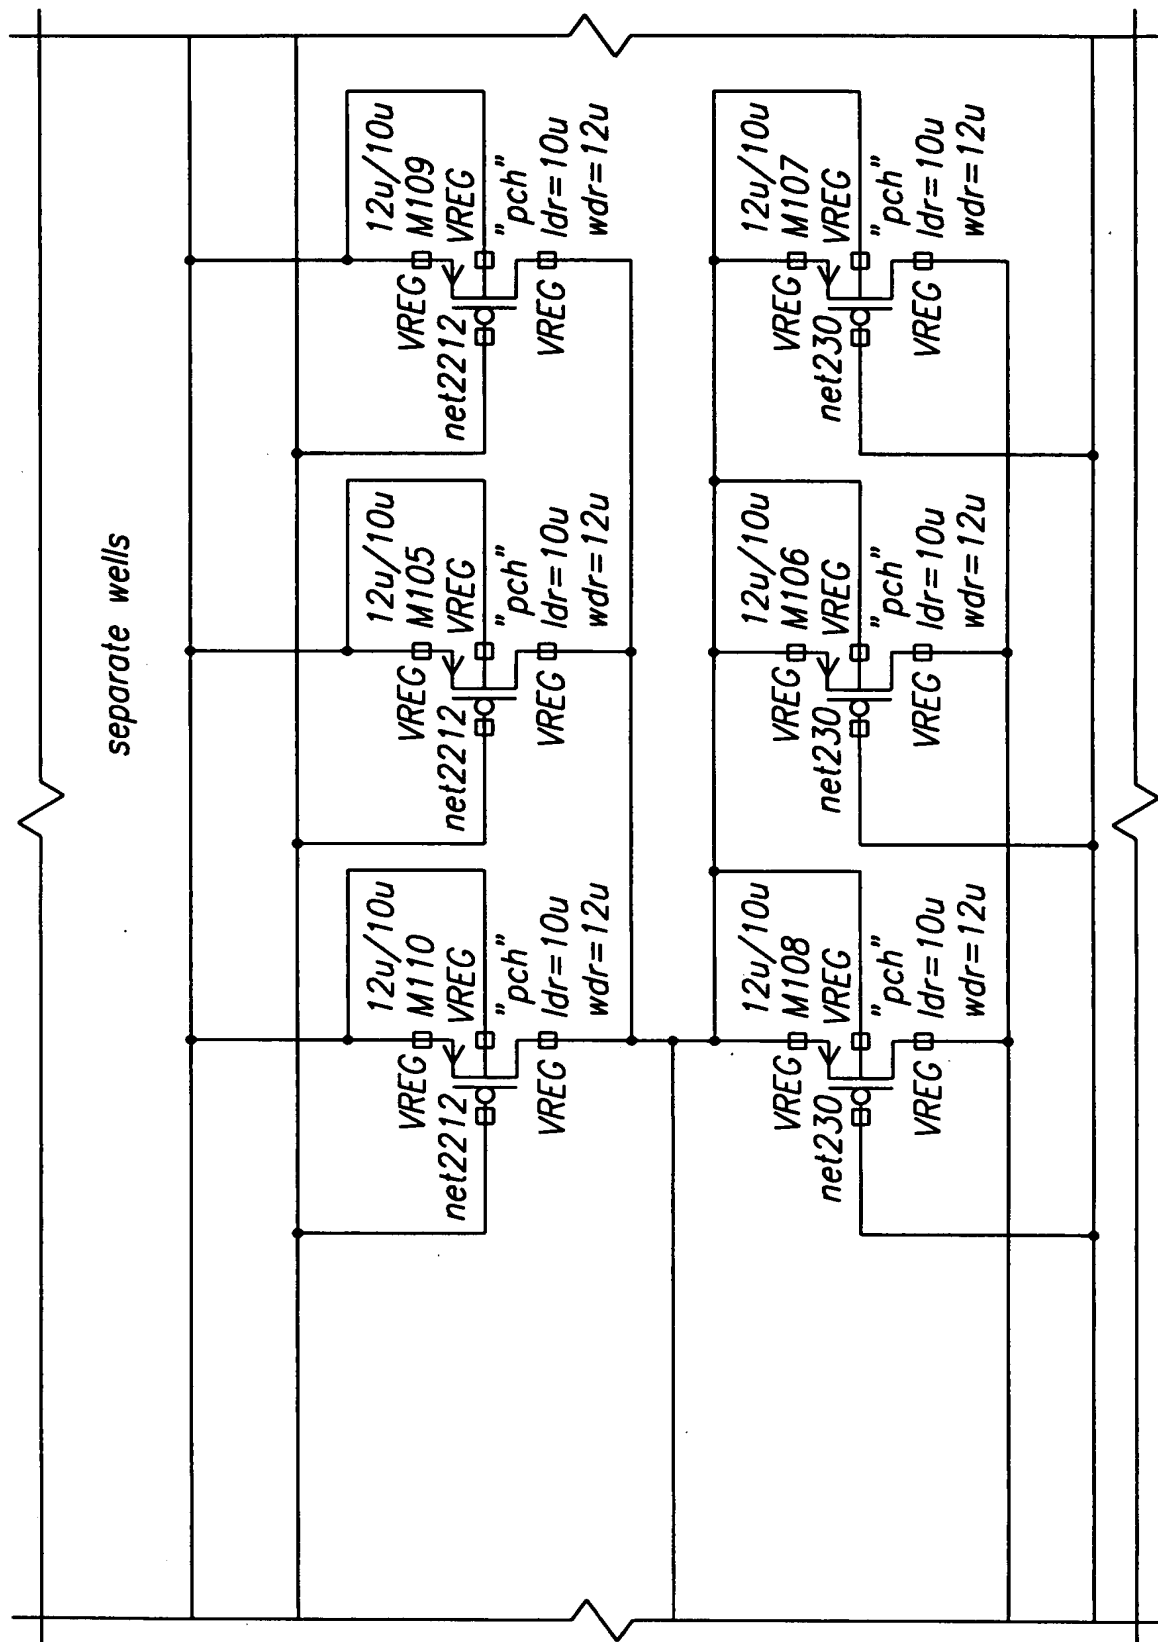 separate wells
12u/10u
M110
VREG
VREG
"pch"
net2212
VREG
ldr=10u
wdr=12u
12u/10u
M105
VREG
VREG
"pch"
net2212
VREG
ldr=10u
wdr=12u
12u/10u
M109
VREG
VREG
"pch"
net2212
VREG
ldr=10u
wdr=12u
12u/10u
M108
VREG
VREG
"pch"
net230
VREG
ldr=10u
wdr=12u
12u/10u
M106
VREG
VREG
"pch"
net230
VREG
ldr=10u
wdr=12u
12u/10u
M107
VREG
VREG
"pch"
net230
VREG
ldr=10u
wdr=12u